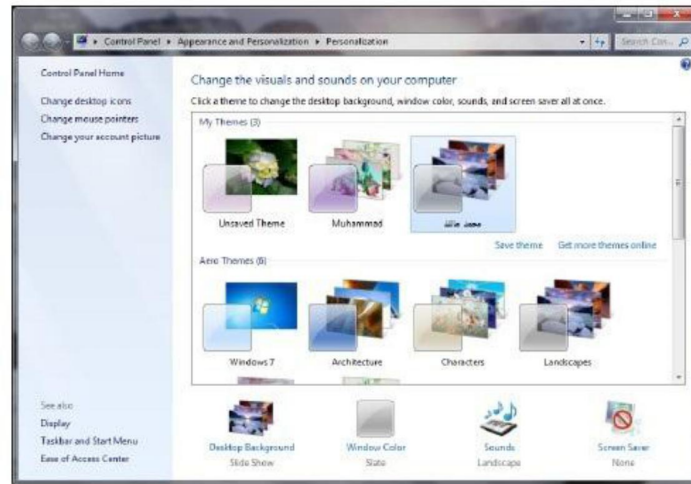 Control Panel ▸ Appearance and Personalization ▸ Personalization
Search Con...
Control Panel Home
Change desktop icons
Change mouse pointers
Change your account picture
Change the visuals and sounds on your computer
Click a theme to change the desktop background, window color, sounds, and screen saver all at once.
My Themes (3)
Unsaved Theme
Muhammad
Save theme
Get more themes online
Aero Themes (6)
Windows 7
Architecture
Characters
Landscapes
See also
Display
Taskbar and Start Menu
Ease of Access Center
Desktop Background
Slide Show
Window Color
Slate
Sounds
Landscape
Screen Saver
None